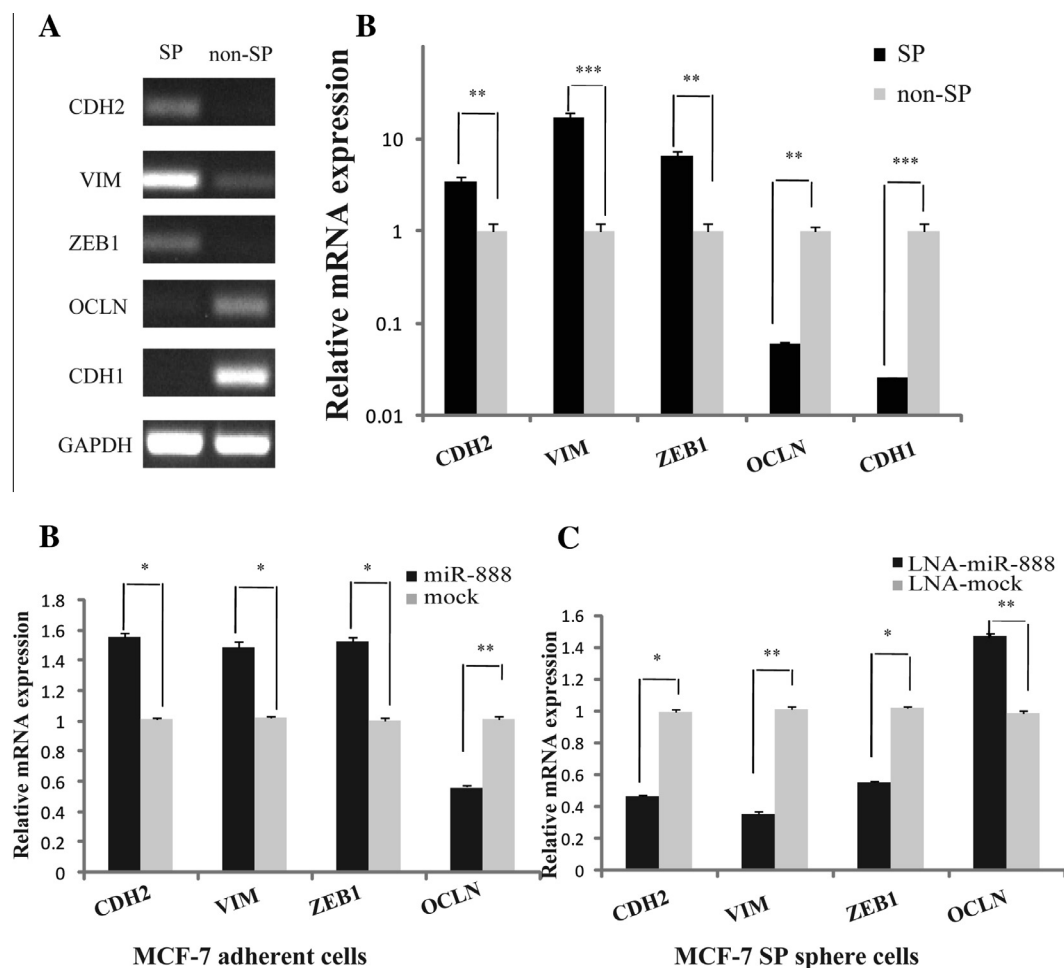 A
SP non-SP
CDH2
VIM
ZEB1
OCLN
CDH1
GAPDH
B
Relative mRNA expression
SP
non-SP
10
1
0.1
0.01
** *** ** ** ***
CDH2 VIM ZEB1 OCLN CDH1
B
Relative mRNA expression
miR-888
mock
1.8
1.6
1.4
1.2
1
0.8
0.6
0.4
0.2
0
* * * **
CDH2 VIM ZEB1 OCLN
MCF-7 adherent cells
C
Relative mRNA expression
LNA-miR-888
LNA-mock
1.6
1.4
1.2
1
0.8
0.6
0.4
0.2
0
* ** * **
CDH2 VIM ZEB1 OCLN
MCF-7 SP sphere cells